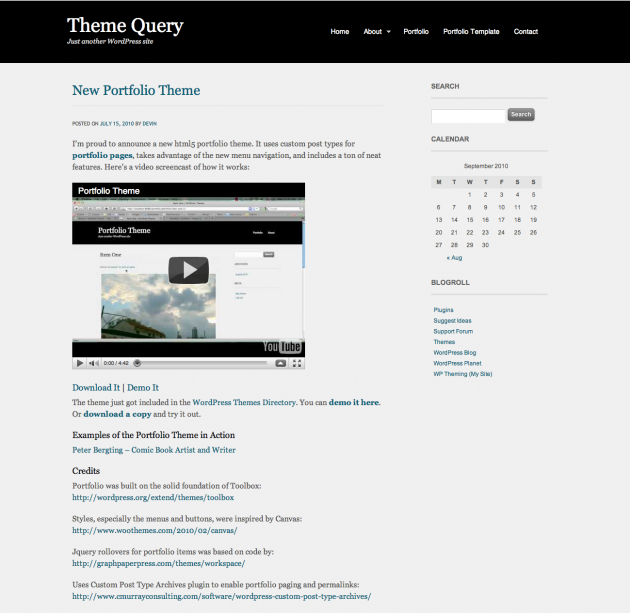 Theme Query
Just another WordPress site
Home About Portfolio Portfolio Template Contact
New Portfolio Theme
POSTED ON JULY 15, 2010 BY DEVIN
I'm proud to announce a new html5 portfolio theme. It uses custom post types for
portfolio pages, takes advantage of the new menu navigation, and includes a ton of neat
features. Here's a video screencast of how it works:
Portfolio Theme
Portfolio Theme
Item One
YouTube
0:00 / 4:42
Download It | Demo It
The theme just got included in the WordPress Themes Directory. You can demo it here.
Or download a copy and try it out.
Examples of the Portfolio Theme in Action
Peter Bergting – Comic Book Artist and Writer
Credits
Portfolio was built on the solid foundation of Toolbox:
http://wordpress.org/extend/themes/toolbox
Styles, especially the menus and buttons, were inspired by Canvas:
http://www.woothemes.com/2010/02/canvas/
Jquery rollovers for portfolio items was based on code by:
http://graphpaperpress.com/themes/workspace/
Uses Custom Post Type Archives plugin to enable portfolio paging and permalinks:
http://www.cmurrayconsulting.com/software/wordpress-custom-post-type-archives/
SEARCH
Search
CALENDAR
September 2010
M T W T F S S
1 2 3 4 5
6 7 8 9 10 11 12
13 14 15 16 17 18 19
20 21 22 23 24 25 26
27 28 29 30
« Aug
BLOGROLL
Plugins
Suggest Ideas
Support Forum
Themes
WordPress Blog
WordPress Planet
WP Theming (My Site)